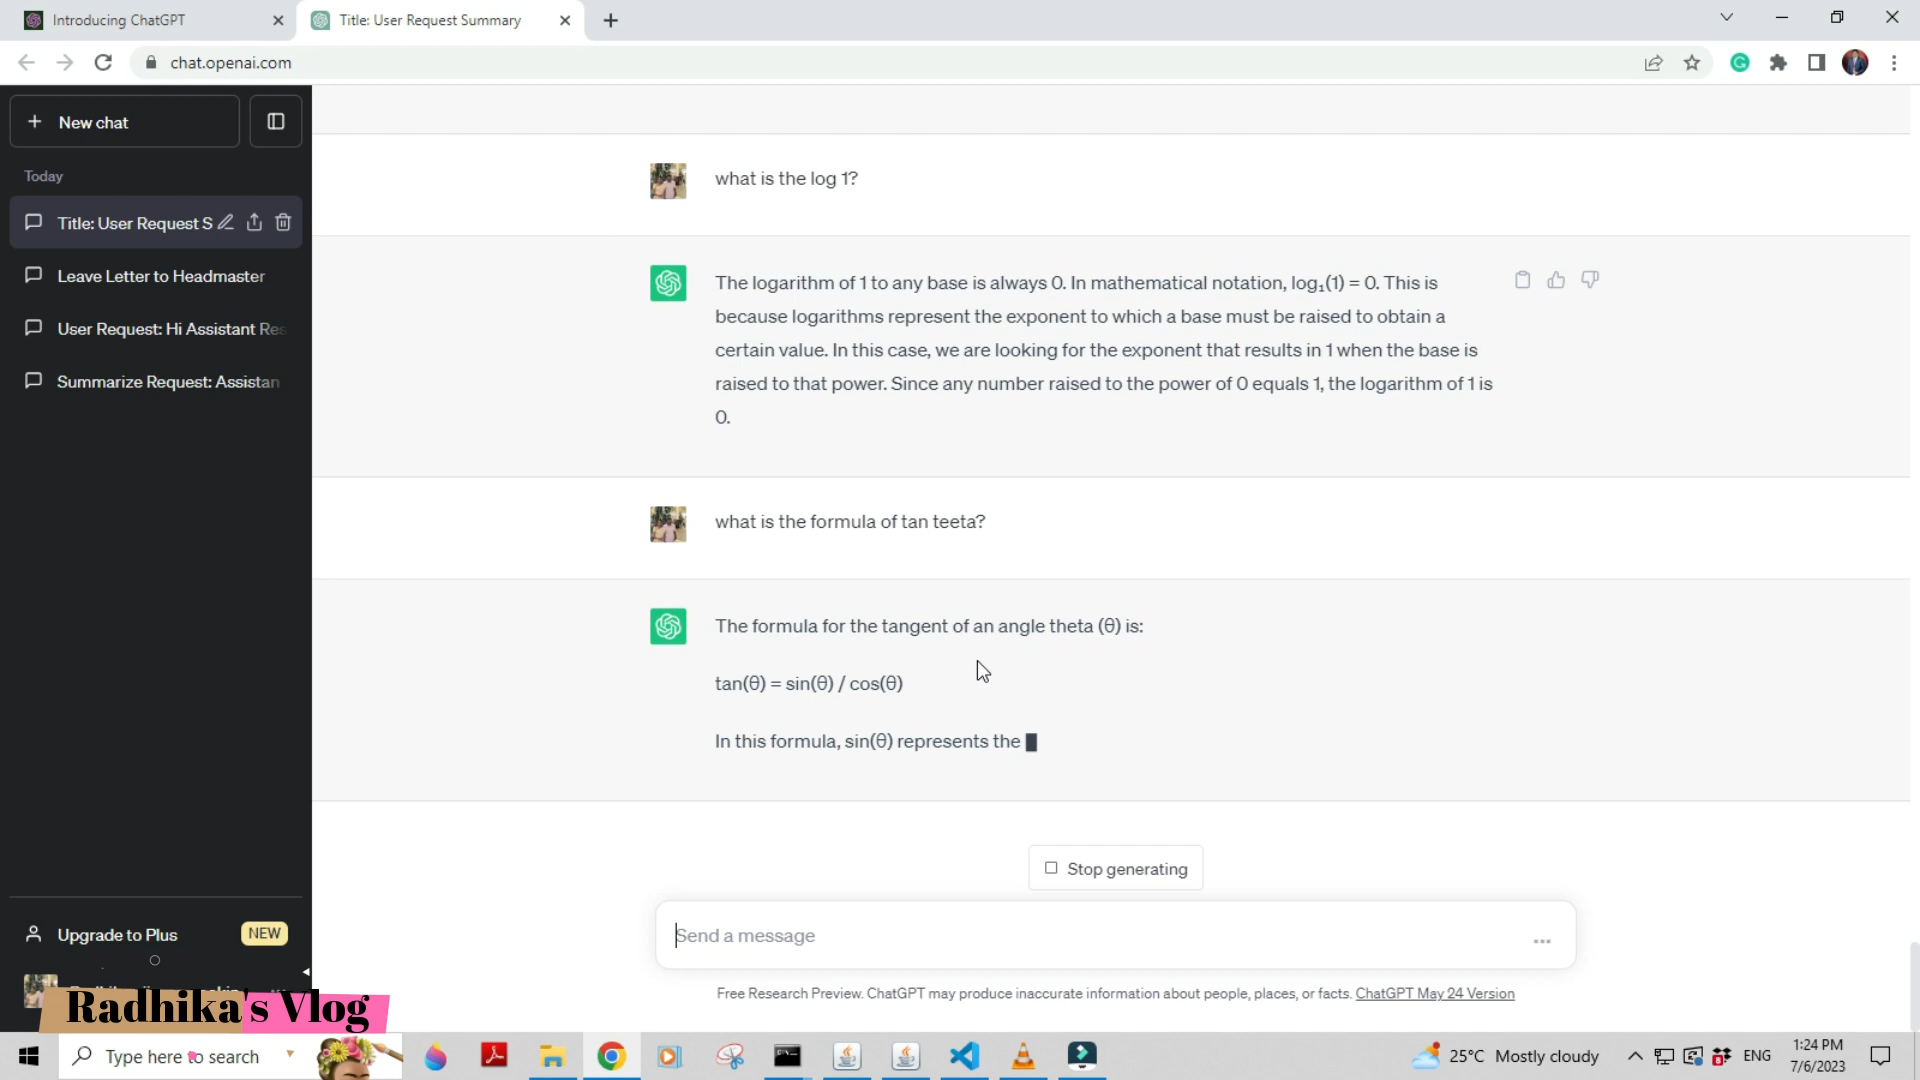 Introducing ChatGPT
Title: User Request Summary
chat.openai.com
New chat
Today
Title: User Request S
Leave Letter to Headmaster
User Request: Hi Assistant Res
Summarize Request: Assistan
what is the log 1?
The logarithm of 1 to any base is always 0. In mathematical notation, log₁(1) = 0. This is
because logarithms represent the exponent to which a base must be raised to obtain a
certain value. In this case, we are looking for the exponent that results in 1 when the base is
raised to that power. Since any number raised to the power of 0 equals 1, the logarithm of 1 is
0.
what is the formula of tan teeta?
The formula for the tangent of an angle theta (θ) is:
tan(θ) = sin(θ) / cos(θ)
In this formula, sin(θ) represents the
Stop generating
Send a message
Free Research Preview. ChatGPT may produce inaccurate information about people, places, or facts. ChatGPT May 24 Version
Upgrade to Plus
NEW
Radhika's Vlog
Type here to search
25°C Mostly cloudy
ENG
1:24 PM
7/6/2023